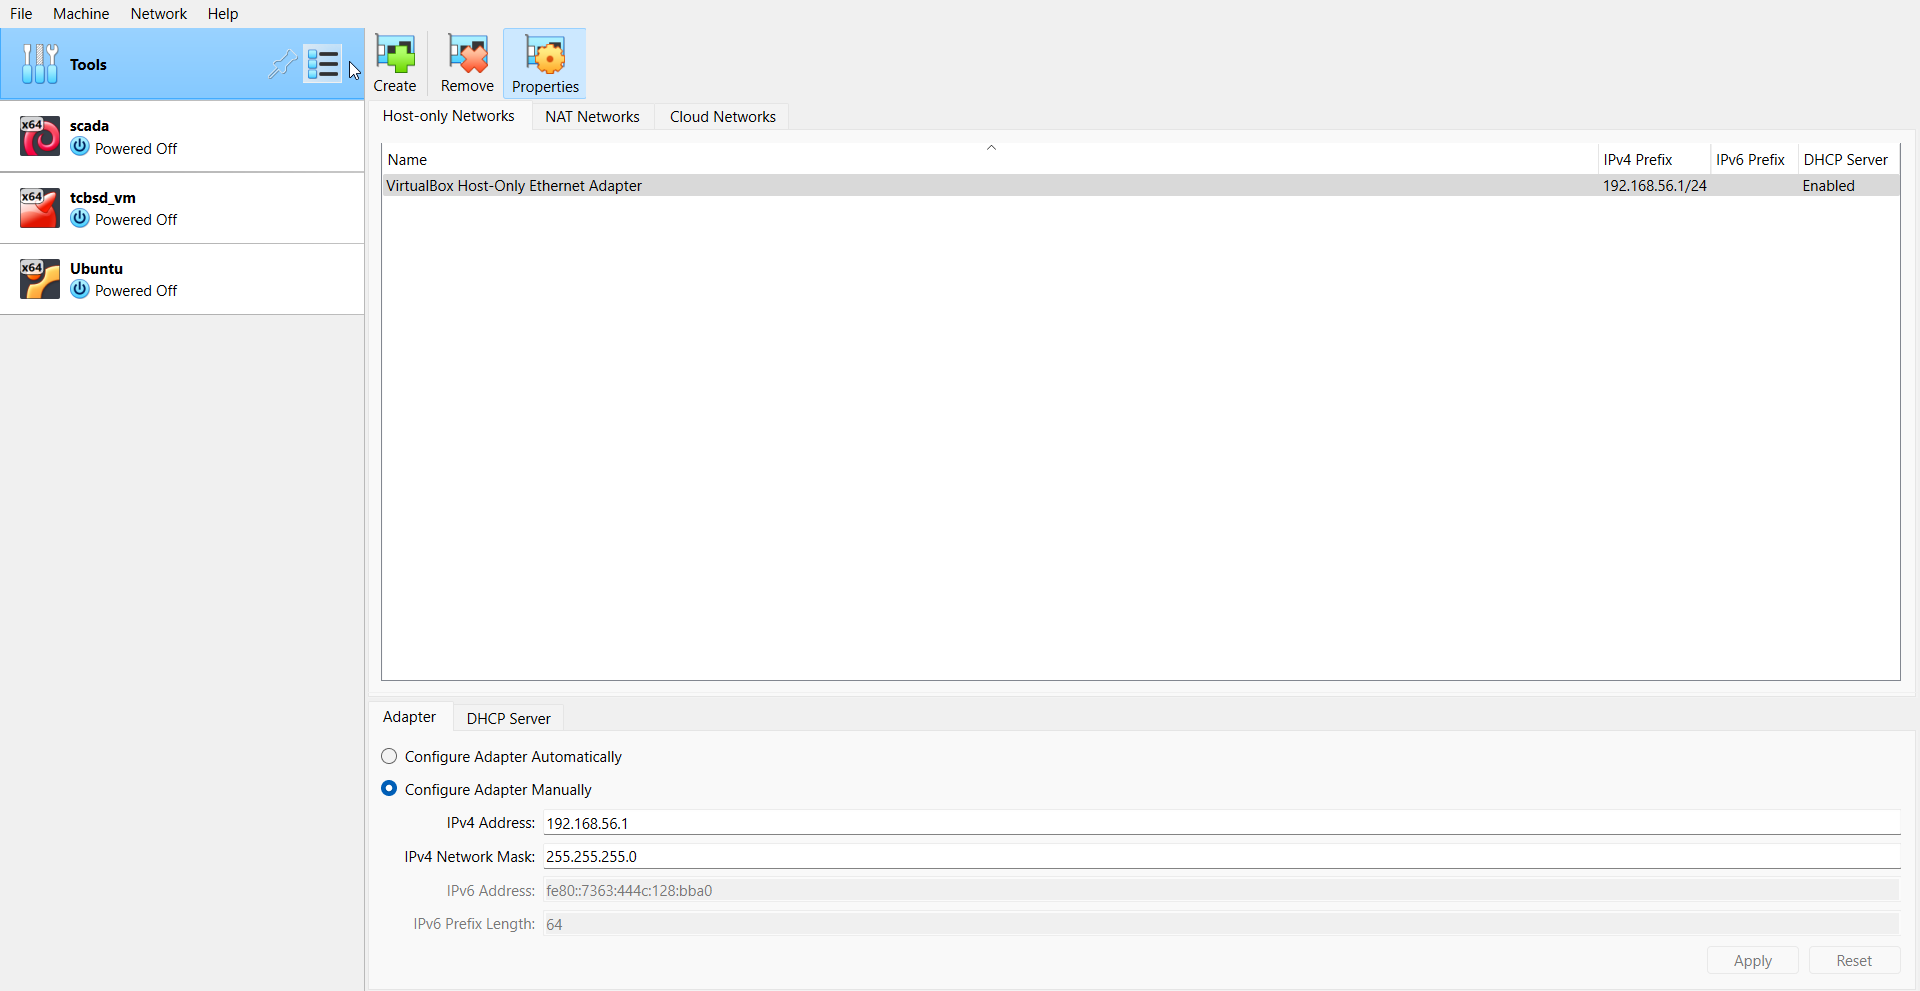 File Machine Network Help
Tools
Create Remove Properties
x64 scada
Powered Off
x64 tcbsd_vm
Powered Off
x64 Ubuntu
Powered Off
Host-only Networks NAT Networks Cloud Networks
Name IPv4 Prefix IPv6 Prefix DHCP Server
VirtualBox Host-Only Ethernet Adapter 192.168.56.1/24 Enabled
Adapter DHCP Server
Configure Adapter Automatically
Configure Adapter Manually
IPv4 Address: 192.168.56.1
IPv4 Network Mask: 255.255.255.0
IPv6 Address: fe80::7363:444c:128:bba0
IPv6 Prefix Length: 64
Apply Reset